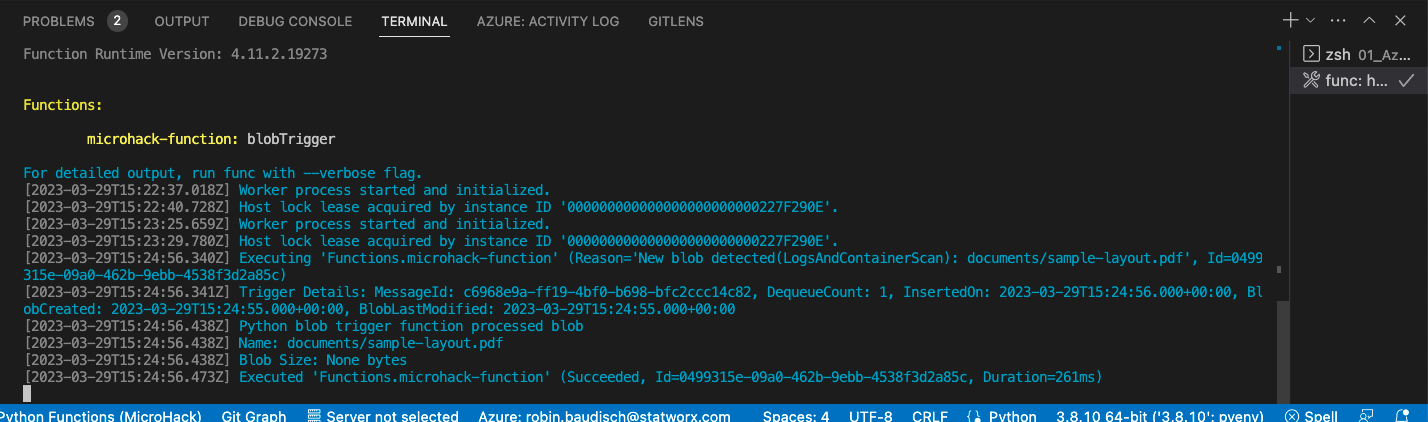 PROBLEMS 2 OUTPUT DEBUG CONSOLE TERMINAL AZURE: ACTIVITY LOG GITLENS
Function Runtime Version: 4.11.2.19273
zsh 01_Az...
func: h...
Functions:
microhack-function: blobTrigger
For detailed output, run func with --verbose flag.
[2023-03-29T15:22:37.018Z] Worker process started and initialized.
[2023-03-29T15:22:40.728Z] Host lock lease acquired by instance ID '000000000000000000000000227F290E'.
[2023-03-29T15:23:25.659Z] Worker process started and initialized.
[2023-03-29T15:23:29.780Z] Host lock lease acquired by instance ID '000000000000000000000000227F290E'.
[2023-03-29T15:24:56.340Z] Executing 'Functions.microhack-function' (Reason='New blob detected(LogsAndContainerScan): documents/sample-layout.pdf', Id=0499
315e-09a0-462b-9ebb-4538f3d2a85c)
[2023-03-29T15:24:56.341Z] Trigger Details: MessageId: c6968e9a-ff19-4bf0-b698-bfc2ccc14c82, DequeueCount: 1, InsertedOn: 2023-03-29T15:24:56.000+00:00, Bl
obCreated: 2023-03-29T15:24:55.000+00:00, BlobLastModified: 2023-03-29T15:24:55.000+00:00
[2023-03-29T15:24:56.438Z] Python blob trigger function processed blob
[2023-03-29T15:24:56.438Z] Name: documents/sample-layout.pdf
[2023-03-29T15:24:56.438Z] Blob Size: None bytes
[2023-03-29T15:24:56.473Z] Executed 'Functions.microhack-function' (Succeeded, Id=0499315e-09a0-462b-9ebb-4538f3d2a85c, Duration=261ms)
Python Functions (MicroHack) Git Graph Server not selected Azure: robin.baudisch@statworx.com Spaces: 4 UTF-8 CRLF Python 3.8.10 64-bit ('3.8.10': pyenv) Spell